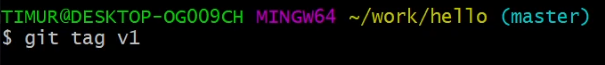 TIMUR@DESKTOP-OG009CH MINGW64 ~/work/hello (master)
$ git tag v1